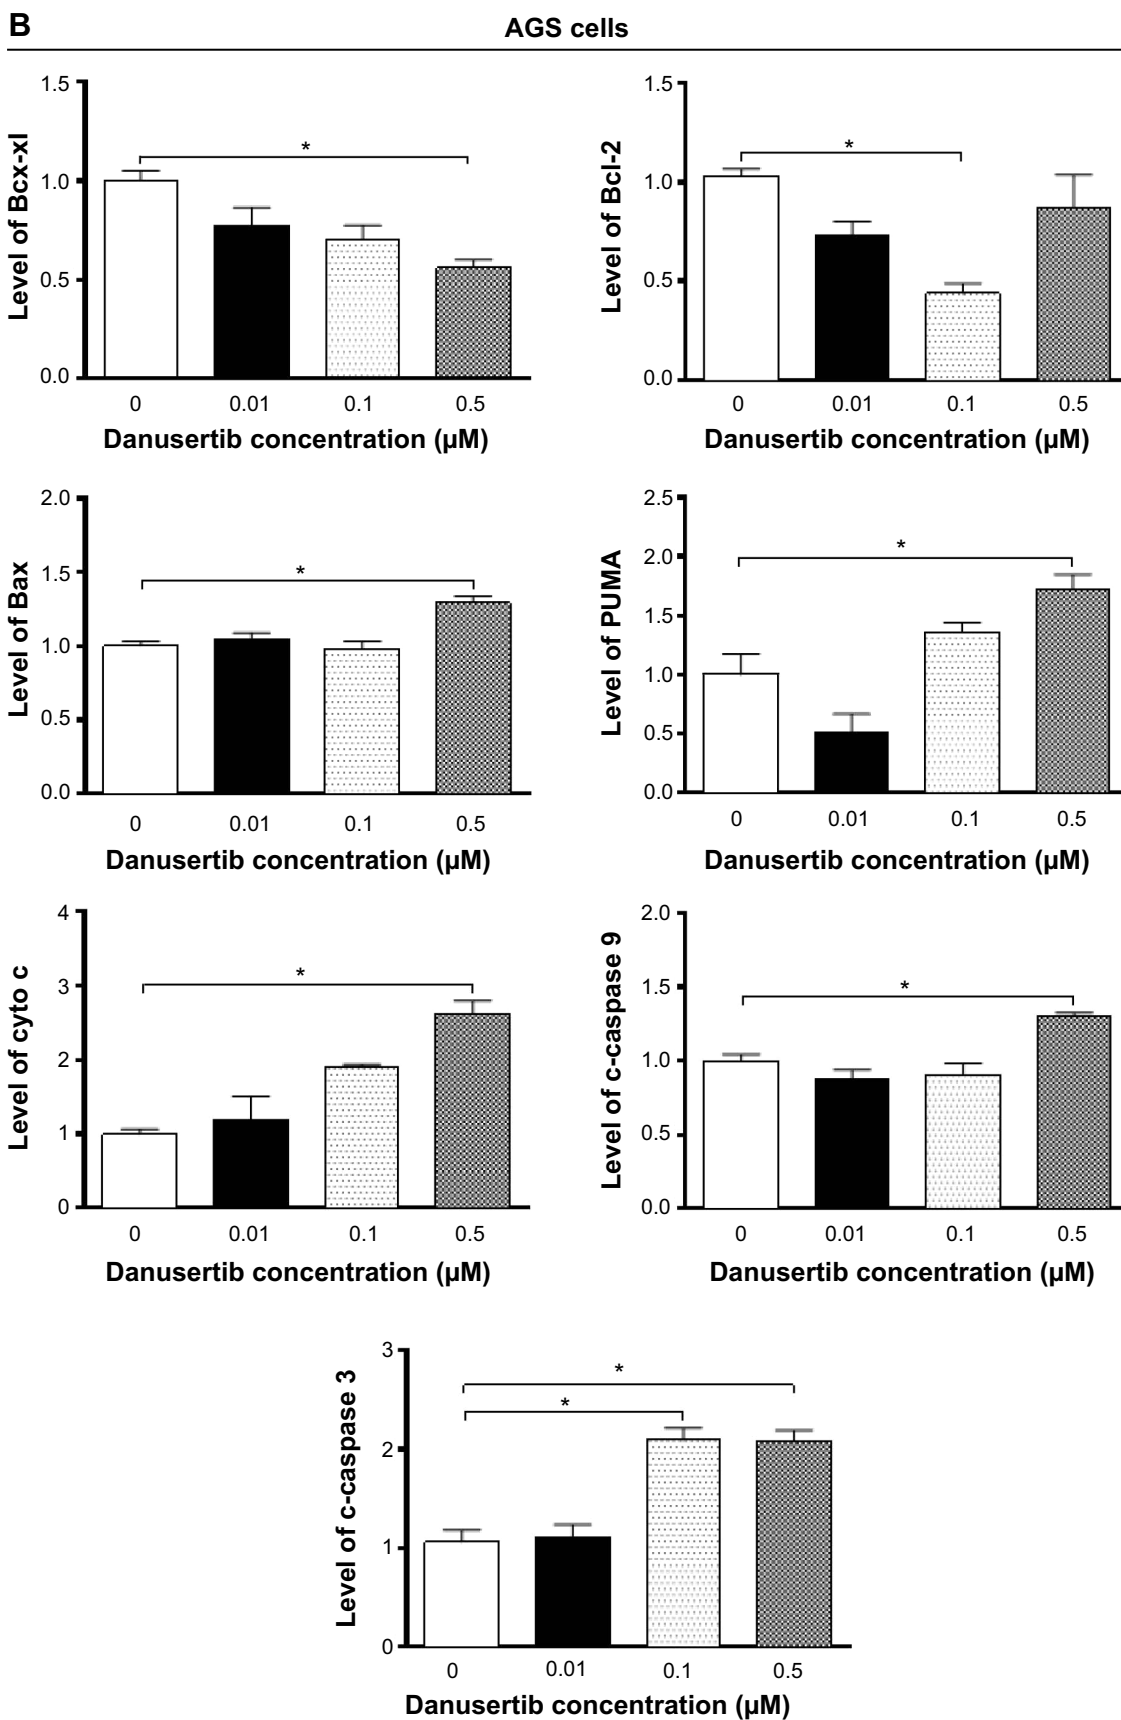 B
AGS cells
Level of Bcx-xl
1.5
1.0
0.5
0.0
*
0 0.01 0.1 0.5
Danusertib concentration (µM)
Level of Bcl-2
1.5
1.0
0.5
0.0
*
0 0.01 0.1 0.5
Danusertib concentration (µM)
Level of Bax
2.0
1.5
1.0
0.5
0.0
*
0 0.01 0.1 0.5
Danusertib concentration (µM)
Level of PUMA
2.5
2.0
1.5
1.0
0.5
0.0
*
0 0.01 0.1 0.5
Danusertib concentration (µM)
Level of cyto c
4
3
2
1
0
*
0 0.01 0.1 0.5
Danusertib concentration (µM)
Level of c-caspase 9
2.0
1.5
1.0
0.5
0.0
*
0 0.01 0.1 0.5
Danusertib concentration (µM)
Level of c-caspase 3
3
2
1
0
*
*
0 0.01 0.1 0.5
Danusertib concentration (µM)